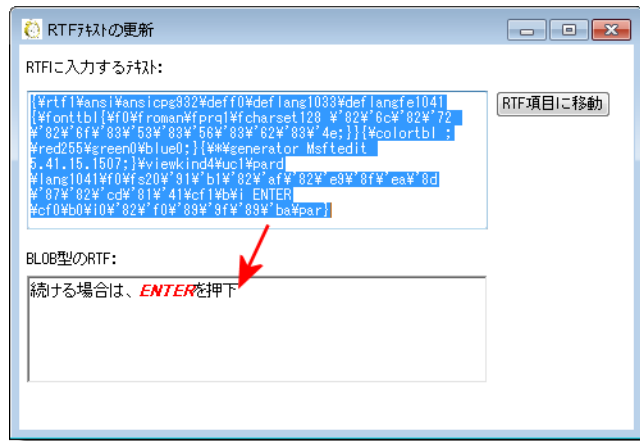 RTFﾃｷｽﾄの更新
RTFに入力するﾃｷｽﾄ:
{¥rtf1¥ansi¥ansicpg932¥deff0¥deflang1033¥deflangfe1041
{¥fonttbl{¥f0¥froman¥fprq1¥fcharset128 ¥'82¥'6c¥'82¥'72
¥'82¥'6f¥'83¥'53¥'83¥'56¥'83¥'62¥'83¥'4e;}}{¥colortbl ;
¥red255¥green0¥blue0;}{¥*¥generator Msftedit
5.41.15.1507;}¥viewkind4¥uc1¥pard
¥lang1041¥f0¥fs20¥'91¥'b1¥'82¥'af¥'82¥'e9¥'8f¥'ea¥'8d
¥'87¥'82¥'cd¥'81¥'41¥cf1¥b¥i ENTER
¥cf0¥b0¥i0¥'82¥'f0¥'89¥'9f¥'89¥'ba¥par}
RTF項目に移動
BLOB型のRTF:
続ける場合は、ENTERを押下